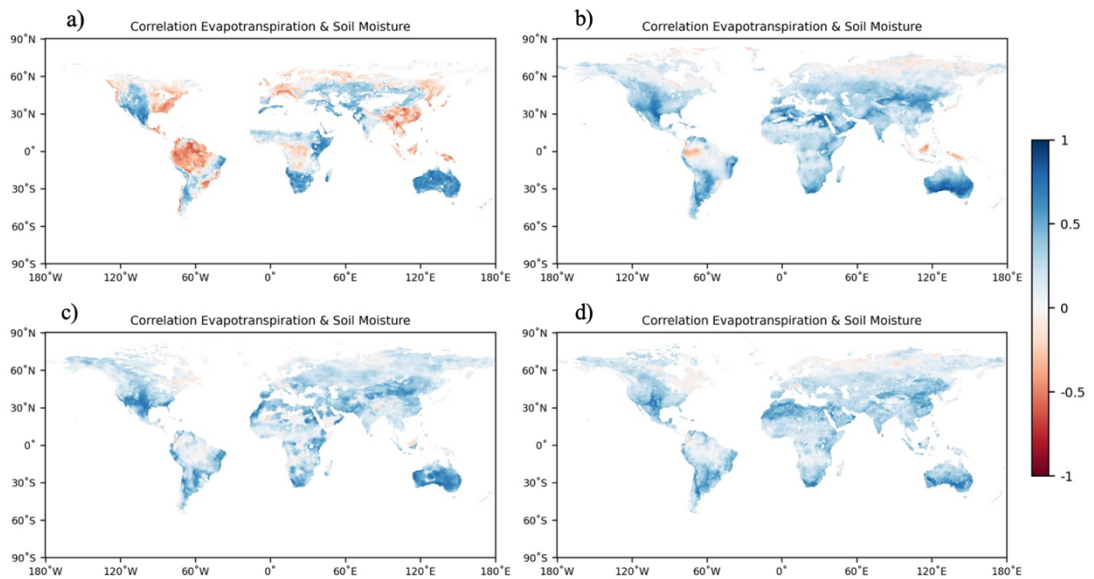 a)
Correlation Evapotranspiration & Soil Moisture
90˚N
60˚N
30˚N
0˚
30˚S
60˚S
90˚S
180˚W 120˚W 60˚W 0˚ 60˚E 120˚E 180˚E
b)
Correlation Evapotranspiration & Soil Moisture
90˚N
60˚N
30˚N
0˚
30˚S
60˚S
90˚S
180˚W 120˚W 60˚W 0˚ 60˚E 120˚E 180˚E
c)
Correlation Evapotranspiration & Soil Moisture
90˚N
60˚N
30˚N
0˚
30˚S
60˚S
90˚S
180˚W 120˚W 60˚W 0˚ 60˚E 120˚E 180˚E
d)
Correlation Evapotranspiration & Soil Moisture
90˚N
60˚N
30˚N
0˚
30˚S
60˚S
90˚S
180˚W 120˚W 60˚W 0˚ 60˚E 120˚E 180˚E
1
0.5
0
-0.5
-1